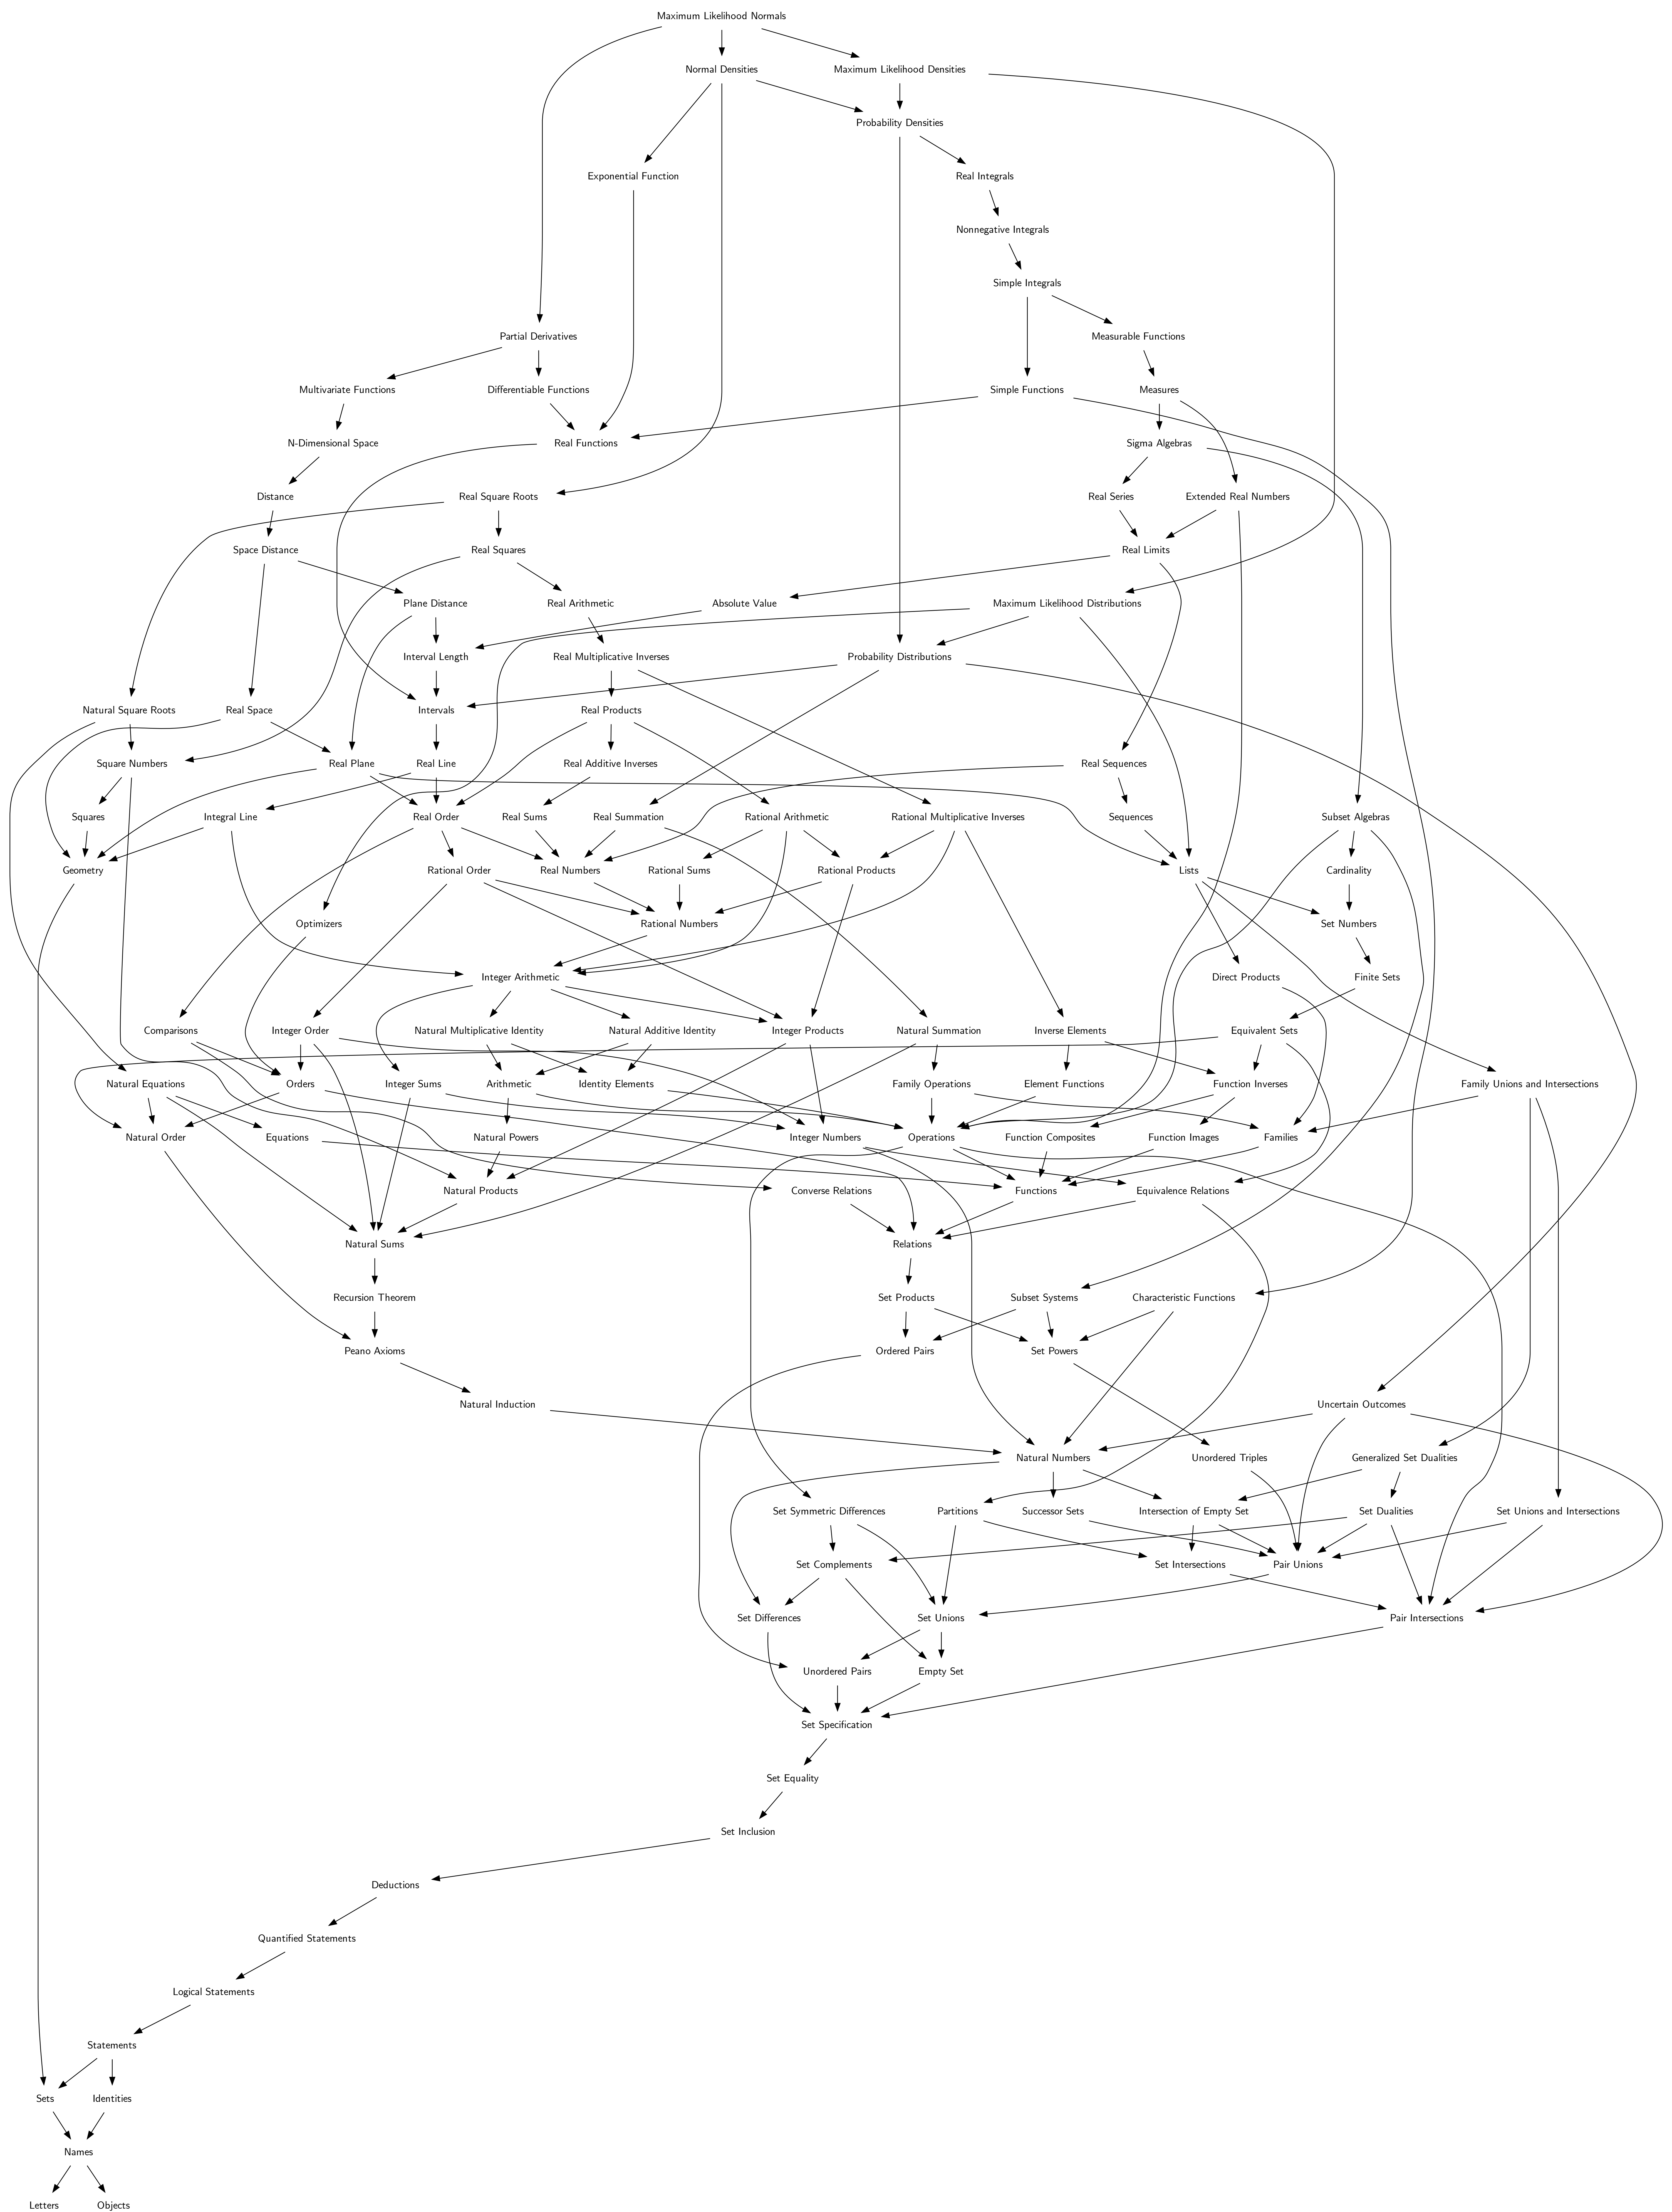 Maximum Likelihood Normals
Normal Densities
Maximum Likelihood Densities
Probability Densities
Exponential Function
Real Integrals
Nonnegative Integrals
Simple Integrals
Partial Derivatives
Measurable Functions
Multivariate Functions
Differentiable Functions
Simple Functions
Measures
N-Dimensional Space
Real Functions
Sigma Algebras
Distance
Real Square Roots
Real Series
Extended Real Numbers
Space Distance
Real Squares
Real Limits
Plane Distance
Real Arithmetic
Absolute Value
Maximum Likelihood Distributions
Interval Length
Real Multiplicative Inverses
Probability Distributions
Natural Square Roots
Real Space
Intervals
Real Products
Square Numbers
Real Plane
Real Line
Real Additive Inverses
Real Sequences
Squares
Integral Line
Real Order
Real Sums
Real Summation
Rational Arithmetic
Rational Multiplicative Inverses
Sequences
Subset Algebras
Geometry
Rational Order
Real Numbers
Rational Sums
Rational Products
Lists
Cardinality
Optimizers
Rational Numbers
Set Numbers
Integer Arithmetic
Direct Products
Finite Sets
Comparisons
Integer Order
Natural Multiplicative Identity
Natural Additive Identity
Integer Products
Natural Summation
Inverse Elements
Equivalent Sets
Natural Equations
Orders
Integer Sums
Arithmetic
Identity Elements
Family Operations
Element Functions
Function Inverses
Family Unions and Intersections
Natural Order
Equations
Natural Powers
Integer Numbers
Operations
Function Composites
Function Images
Families
Natural Products
Converse Relations
Functions
Equivalence Relations
Natural Sums
Relations
Recursion Theorem
Set Products
Subset Systems
Characteristic Functions
Peano Axioms
Ordered Pairs
Set Powers
Natural Induction
Uncertain Outcomes
Natural Numbers
Unordered Triples
Generalized Set Dualities
Set Symmetric Differences
Partitions
Successor Sets
Intersection of Empty Set
Set Dualities
Set Unions and Intersections
Set Complements
Set Intersections
Pair Unions
Set Differences
Set Unions
Pair Intersections
Unordered Pairs
Empty Set
Set Specification
Set Equality
Set Inclusion
Deductions
Quantified Statements
Logical Statements
Statements
Sets
Identities
Names
Letters
Objects